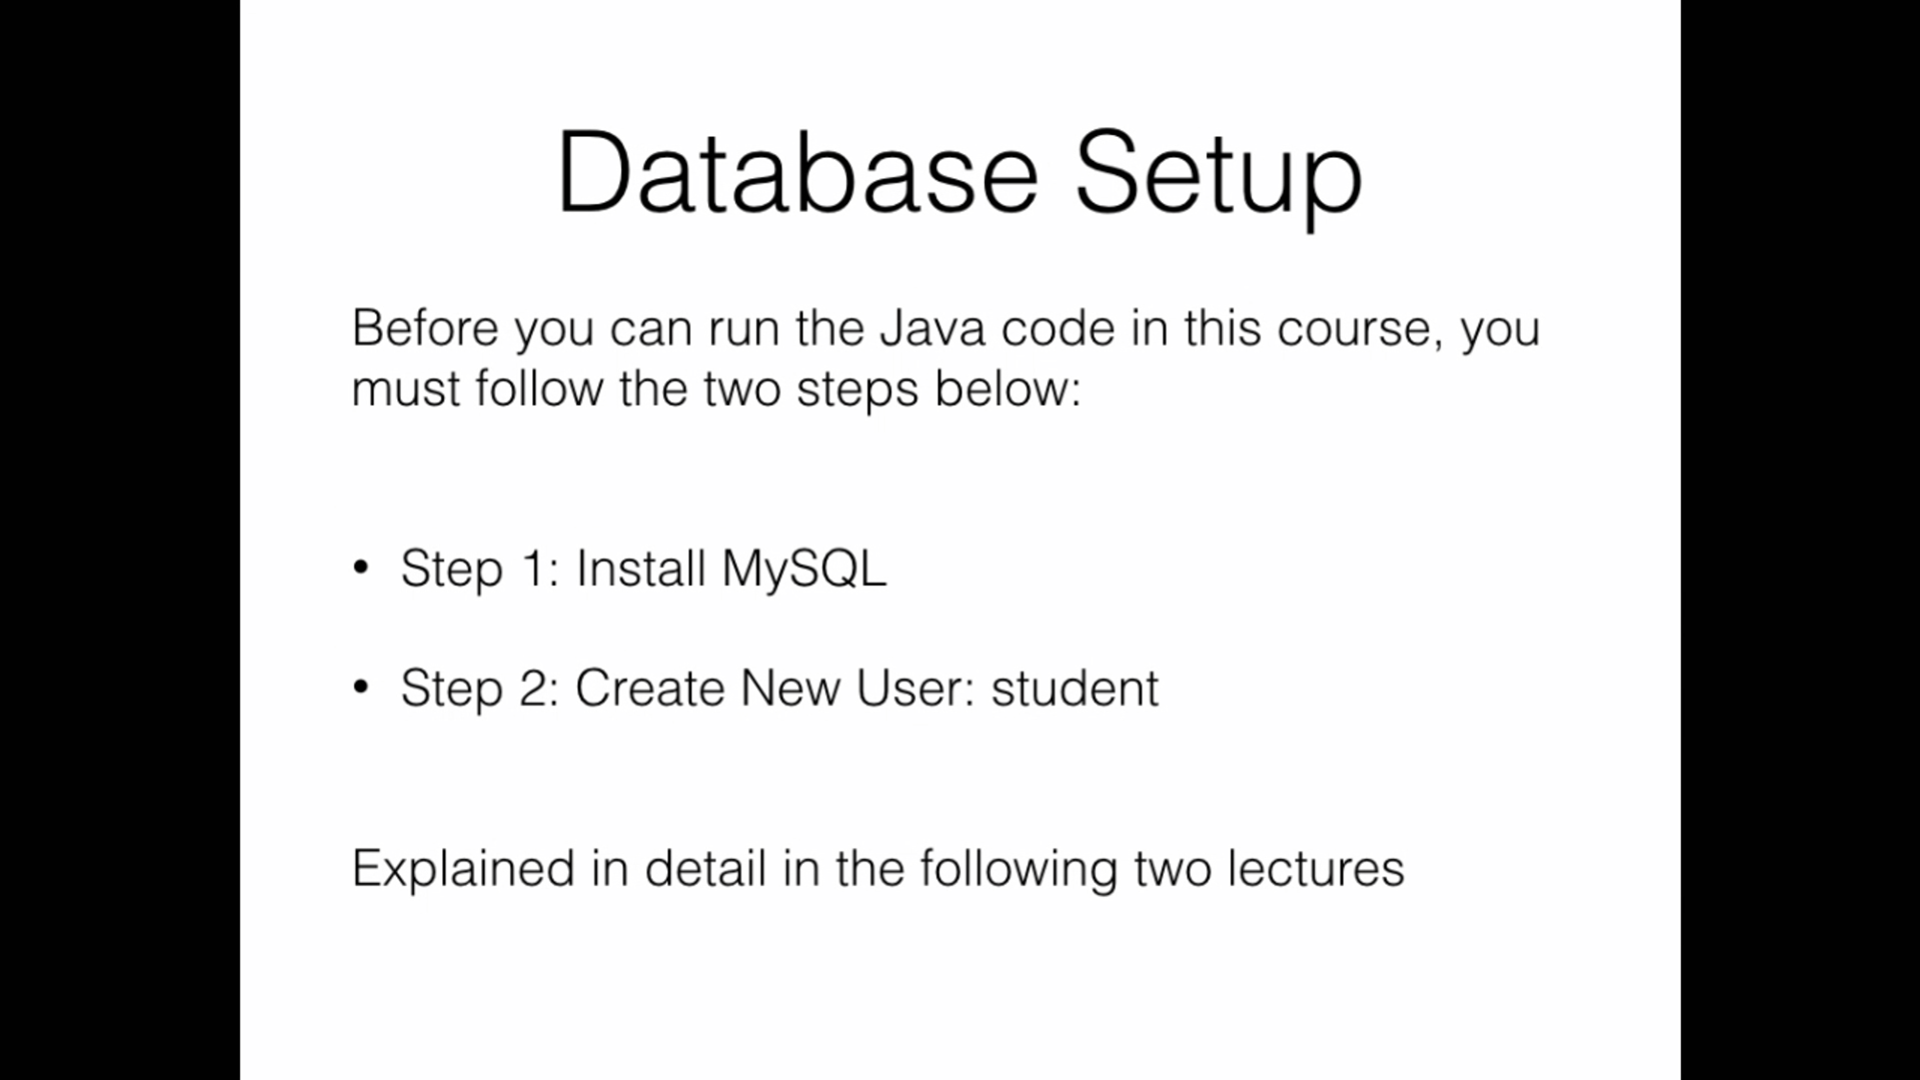 Database Setup
Before you can run the Java code in this course, you
must follow the two steps below:
• Step 1: Install MySQL
• Step 2: Create New User: student
Explained in detail in the following two lectures